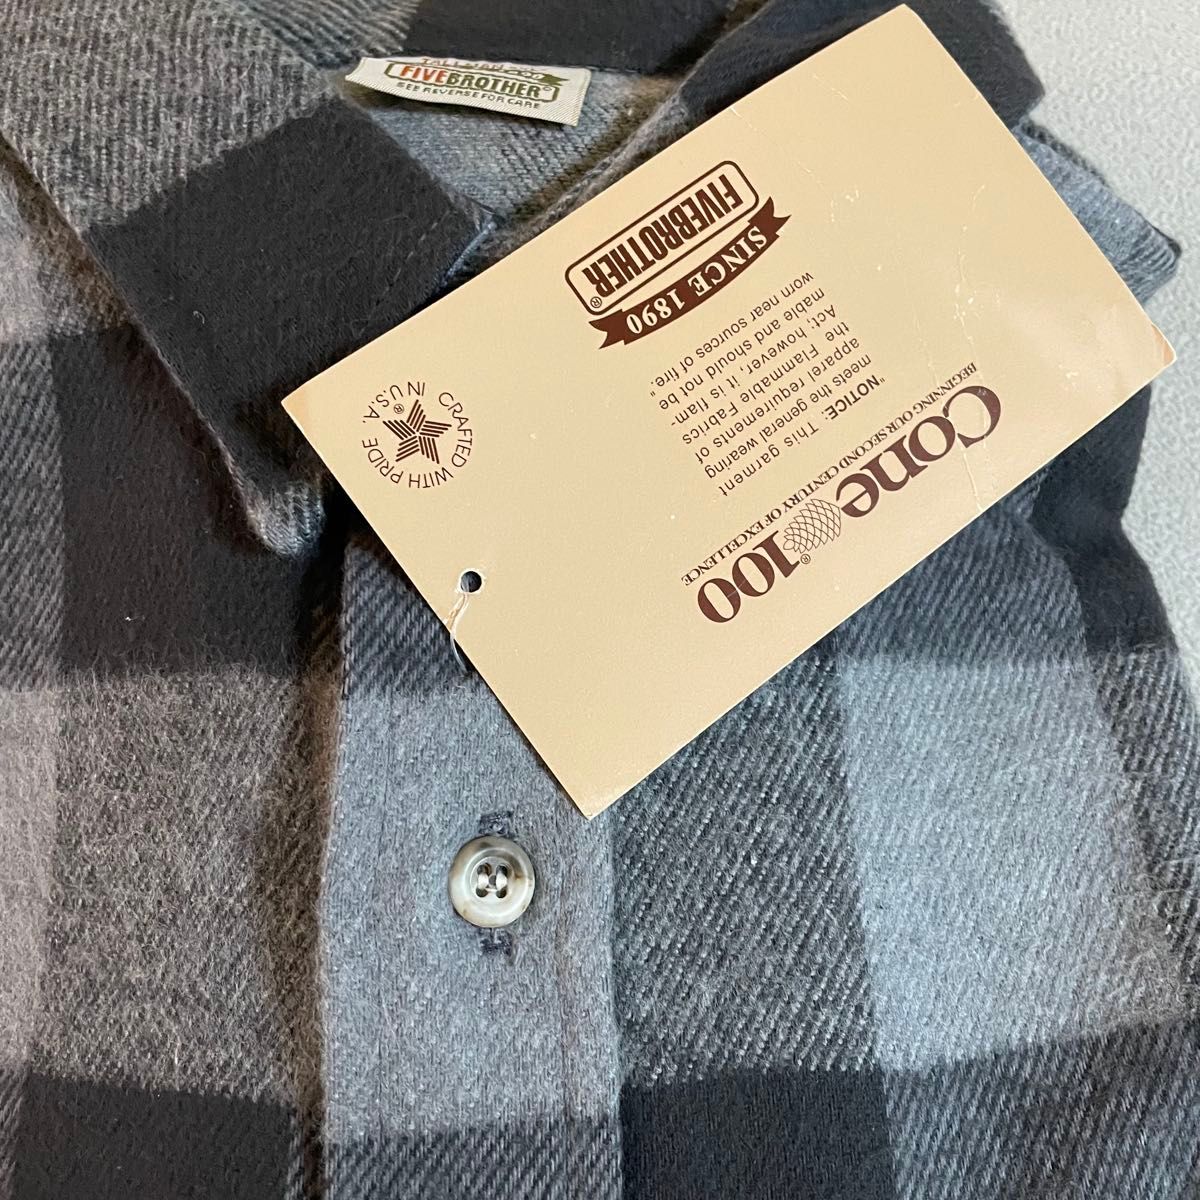 TALL MAN
FIVEBROTHER®
SEE REVERSE FOR CARE
FIVEBROTHER®
SINCE 1890
"NOTICE: This garment
meets the general wearing
apparel requirements of
the Flammable Fabrics
Act; however, it is flam-
mable and should not be
worn near sources of fire."
BEGINNING OUR SECOND CENTURY OF EXCELLENCE
Cone 100®
CRAFTED WITH PRIDE IN U.S.A.®